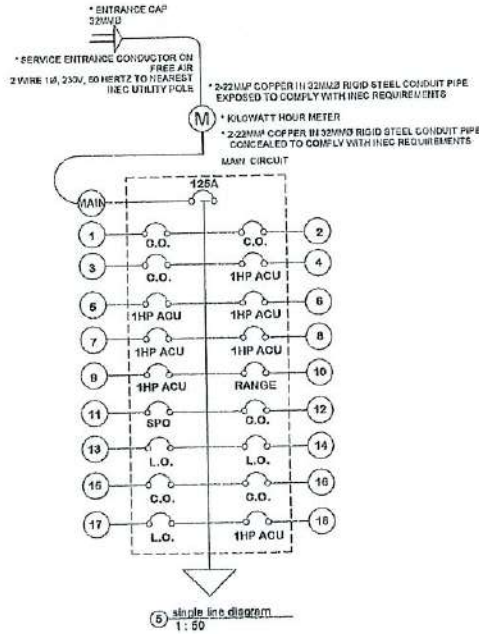 * ENTRANCE CAP
32MMØ
* SERVICE ENTRANCE CONDUCTOR ON
FREE AIR
2 WIRE 1Ø, 230V, 60 HERTZ TO NEAREST
INEC UTILITY POLE
* 2-22MM² COPPER IN 32MMØ RIGID STEEL CONDUIT PIPE
EXPOSED TO COMPLY WITH INEC REQUIREMENTS
M
* KILOWATT HOUR METER
* 2-22MM² COPPER IN 32MMØ RIGID STEEL CONDUIT PIPE
CONCEALED TO COMPLY WITH INEC REQUIREMENTS
MAIN CIRCUIT
MAIN
125A
1 C.O. C.O. 2
3 C.O. 1HP ACU 4
5 1HP ACU 1HP ACU 6
7 1HP ACU 1HP ACU 8
9 1HP ACU RANGE 10
11 SPO C.O. 12
13 L.O. L.O. 14
15 C.O. C.O. 16
17 L.O. 1HP ACU 18
5 single line diagram
1 : 50